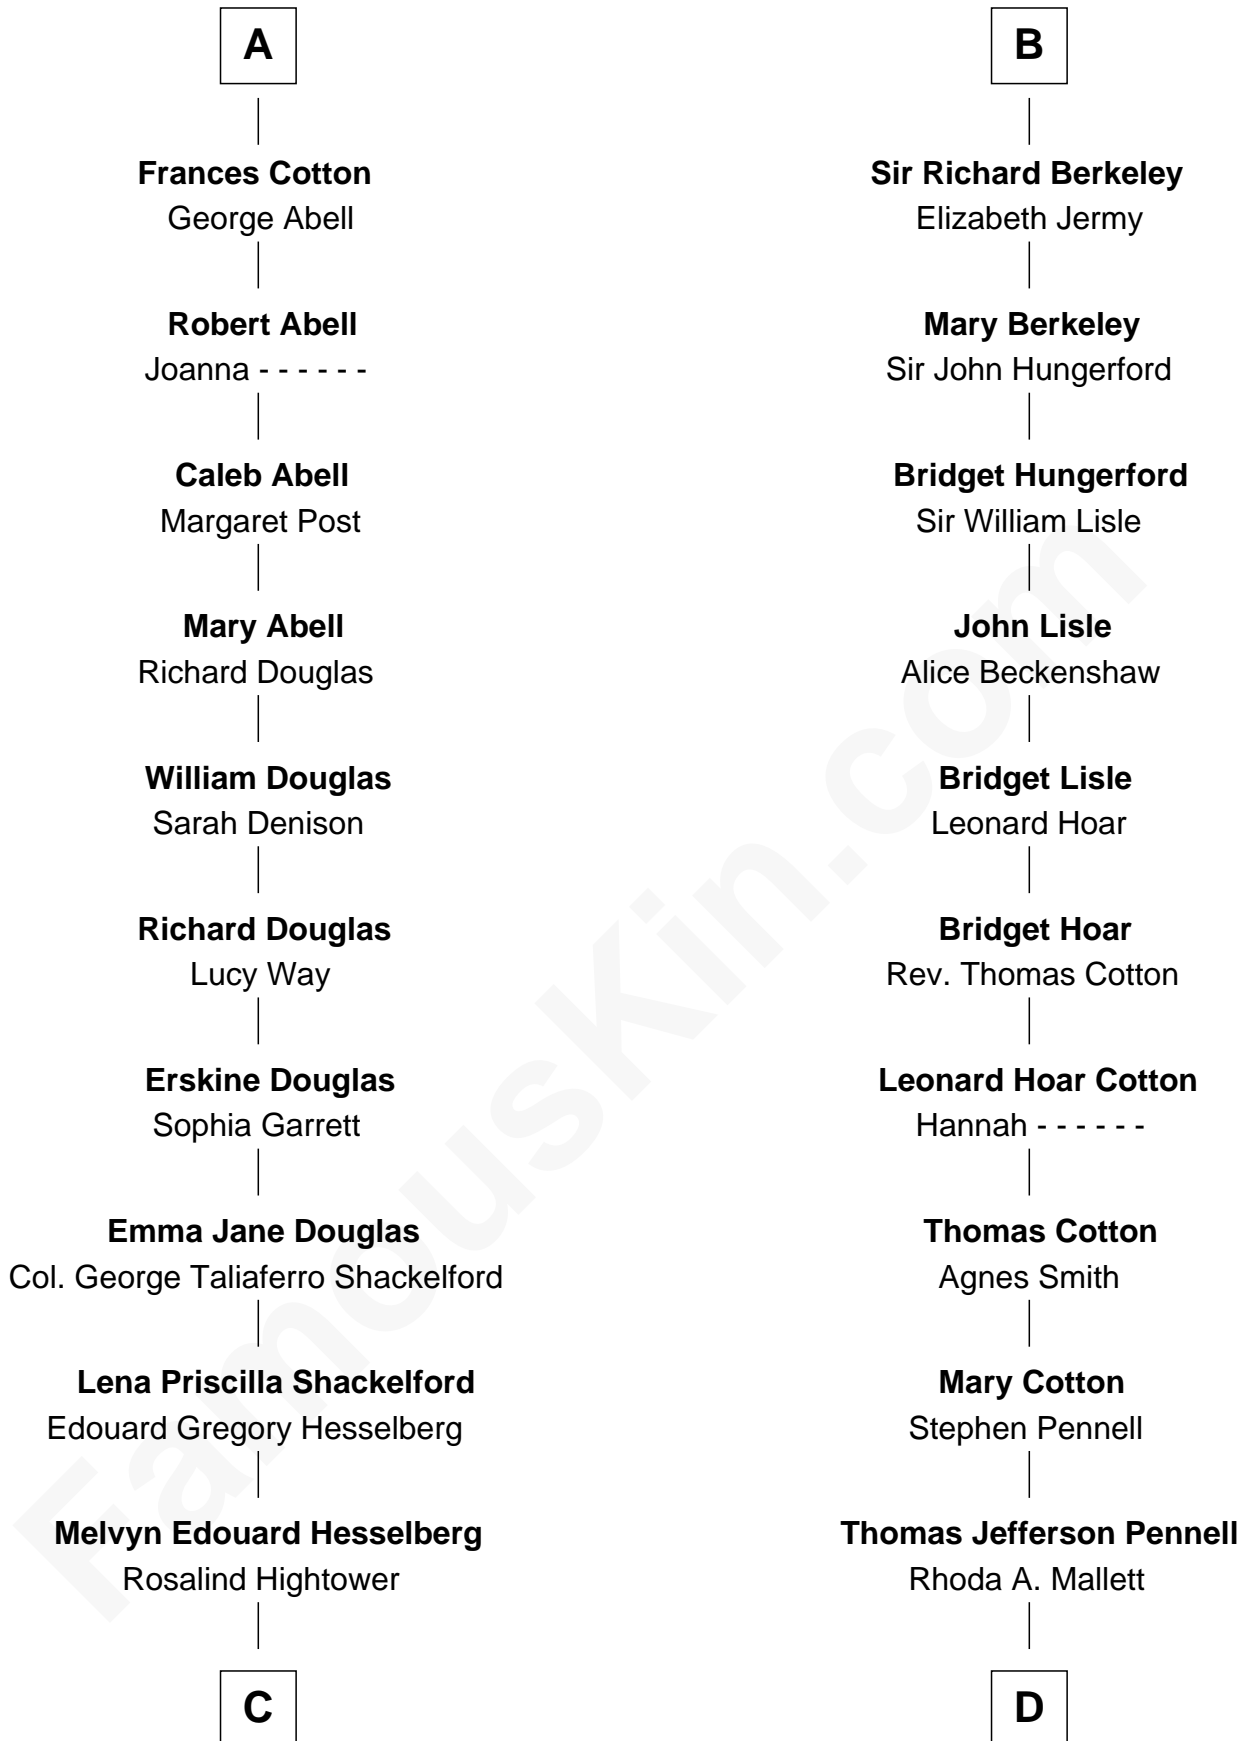 A
Frances Cotton
George Abell
Robert Abell
Joanna - - - - - -
Caleb Abell
Margaret Post
Mary Abell
Richard Douglas
William Douglas
Sarah Denison
Richard Douglas
Lucy Way
Erskine Douglas
Sophia Garrett
Emma Jane Douglas
Col. George Taliaferro Shackelford
Lena Priscilla Shackelford
Edouard Gregory Hesselberg
Melvyn Edouard Hesselberg
Rosalind Hightower
C
B
Sir Richard Berkeley
Elizabeth Jermy
Mary Berkeley
Sir John Hungerford
Bridget Hungerford
Sir William Lisle
John Lisle
Alice Beckenshaw
Bridget Lisle
Leonard Hoar
Bridget Hoar
Rev. Thomas Cotton
Leonard Hoar Cotton
Hannah - - - - - -
Thomas Cotton
Agnes Smith
Mary Cotton
Stephen Pennell
Thomas Jefferson Pennell
Rhoda A. Mallett
D
FamousKin.com